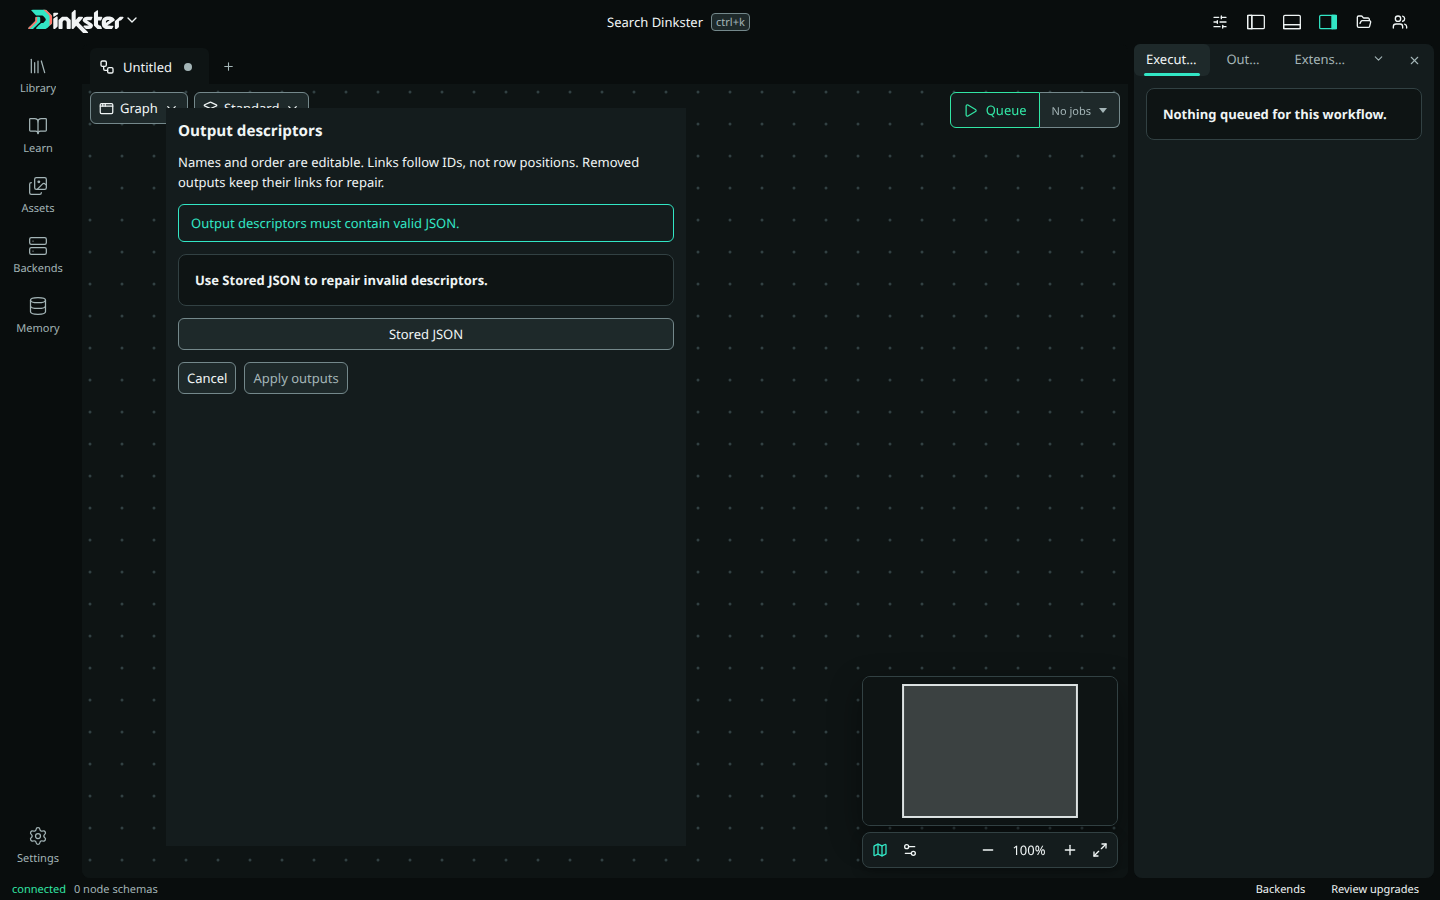 Dinkster
Search Dinkster ctrl+k
Library
Learn
Assets
Backends
Memory
Settings
Untitled
Graph
Standard
Output descriptors
Names and order are editable. Links follow IDs, not row positions. Removed
outputs keep their links for repair.
Output descriptors must contain valid JSON.
Use Stored JSON to repair invalid descriptors.
Stored JSON
Cancel Apply outputs
Queue No jobs
Execut... Out... Extens...
Nothing queued for this workflow.
100%
connected 0 node schemas
Backends Review upgrades